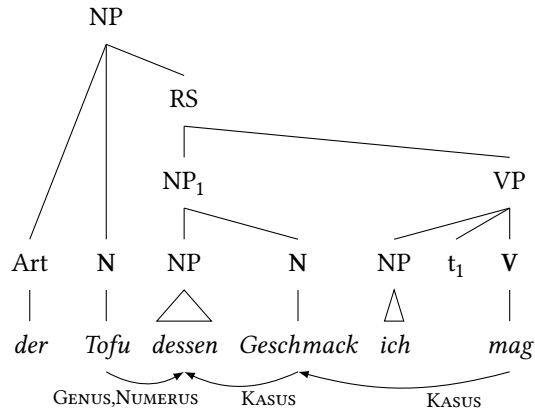 NP
RS
NP₁ VP
Art N NP N NP t₁ V
der Tofu dessen Geschmack ich mag
GENUS,NUMERUS KASUS KASUS